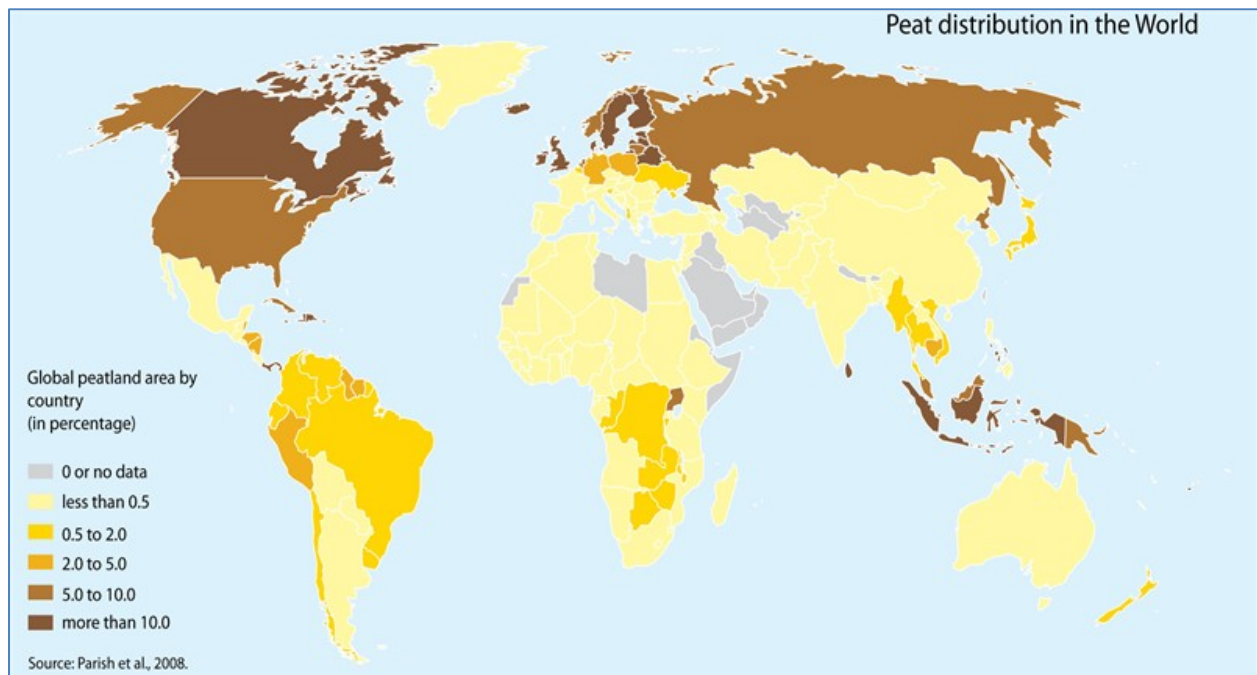 Peat distribution in the World
Global peatland area by
country
(in percentage)
0 or no data
less than 0.5
0.5 to 2.0
2.0 to 5.0
5.0 to 10.0
more than 10.0
Source: Parish et al., 2008.